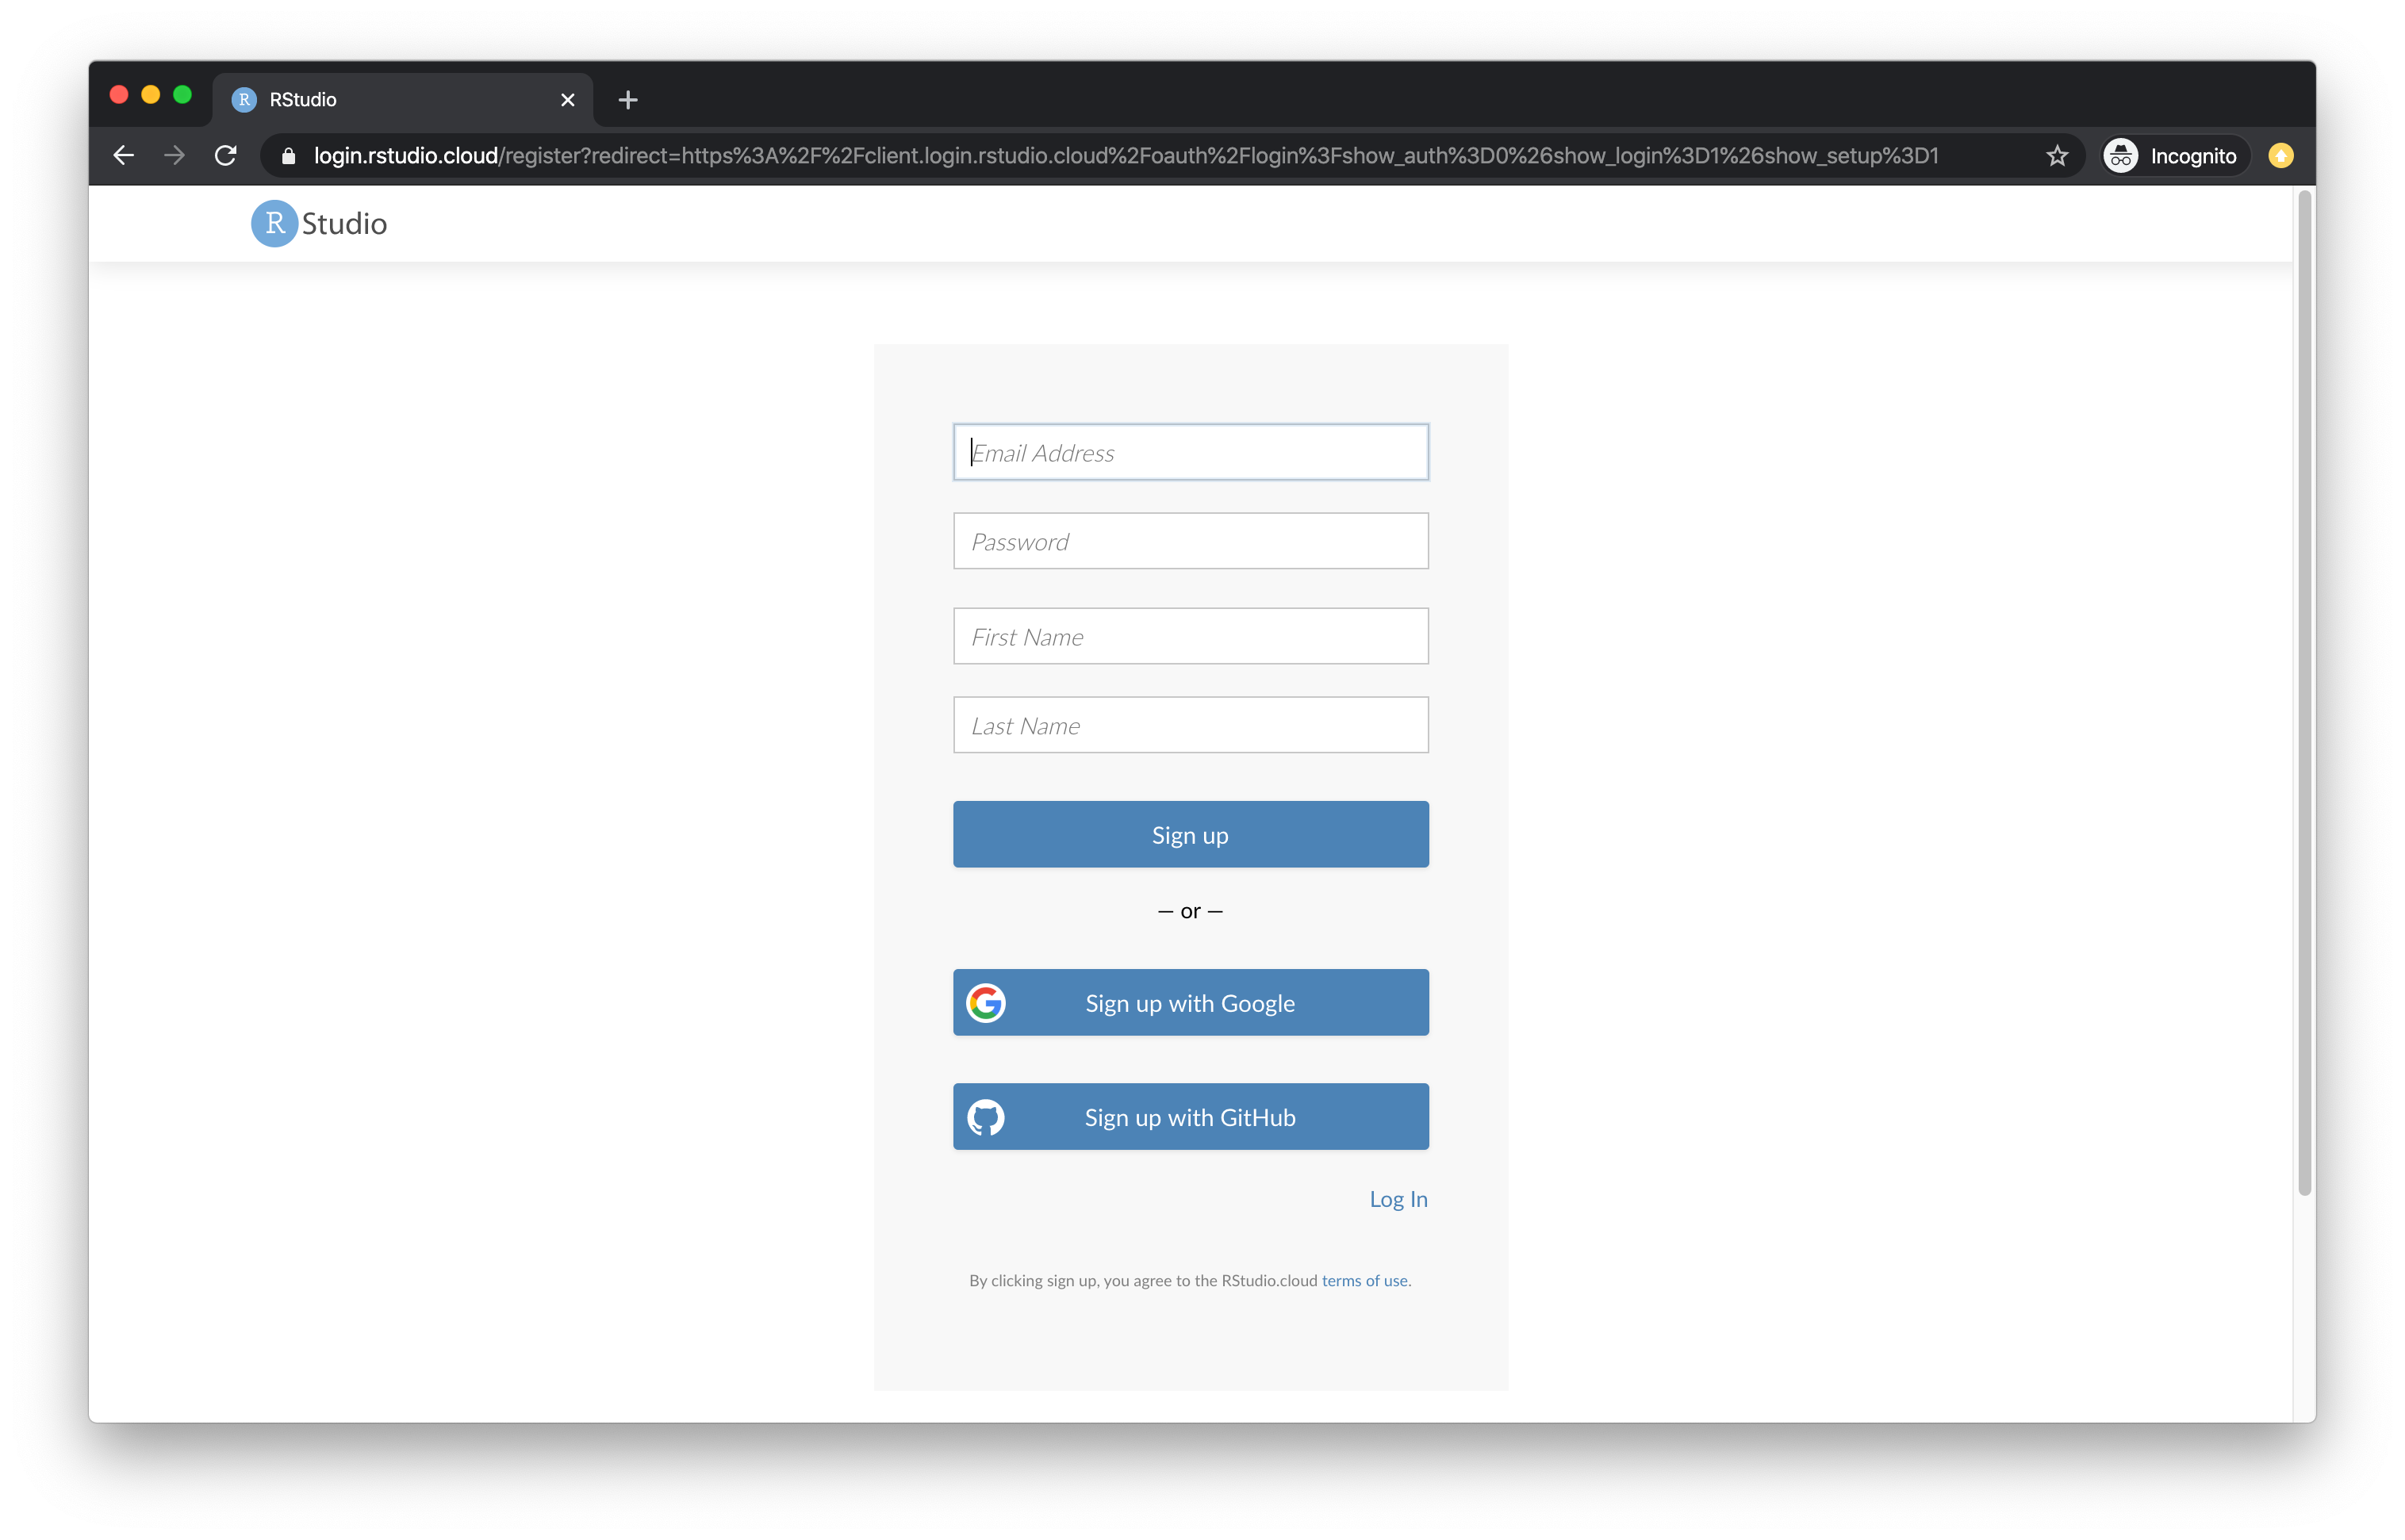 RStudio
login.rstudio.cloud/register?redirect=https%3A%2F%2Fclient.login.rstudio.cloud%2Foauth%2Flogin%3Fshow_auth%3D0%26show_login%3D1%26show_setup%3D1
Incognito
R Studio
Email Address
Password
First Name
Last Name
Sign up
— or —
Sign up with Google
Sign up with GitHub
Log In
By clicking sign up, you agree to the RStudio.cloud terms of use.